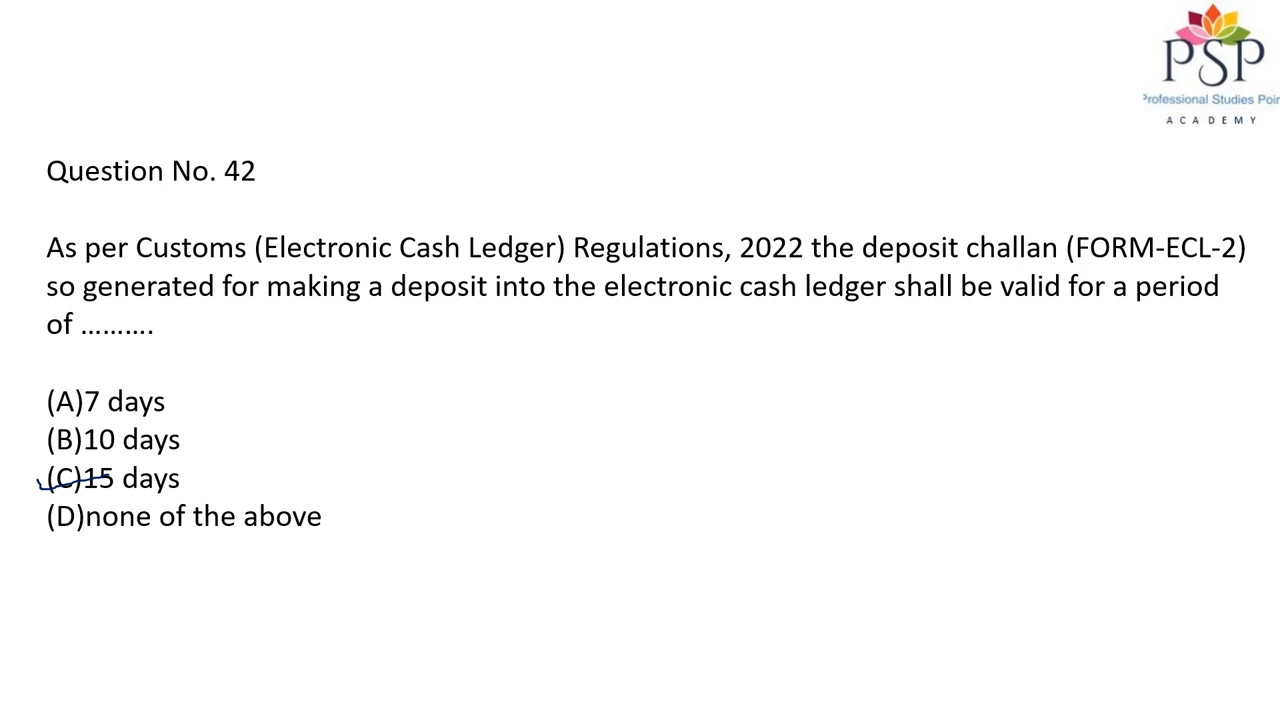 PSP
Professional Studies Poin
ACADEMY
Question No. 42
As per Customs (Electronic Cash Ledger) Regulations, 2022 the deposit challan (FORM-ECL-2)
so generated for making a deposit into the electronic cash ledger shall be valid for a period
of ..........
(A)7 days
(B)10 days
(C)15 days
(D)none of the above